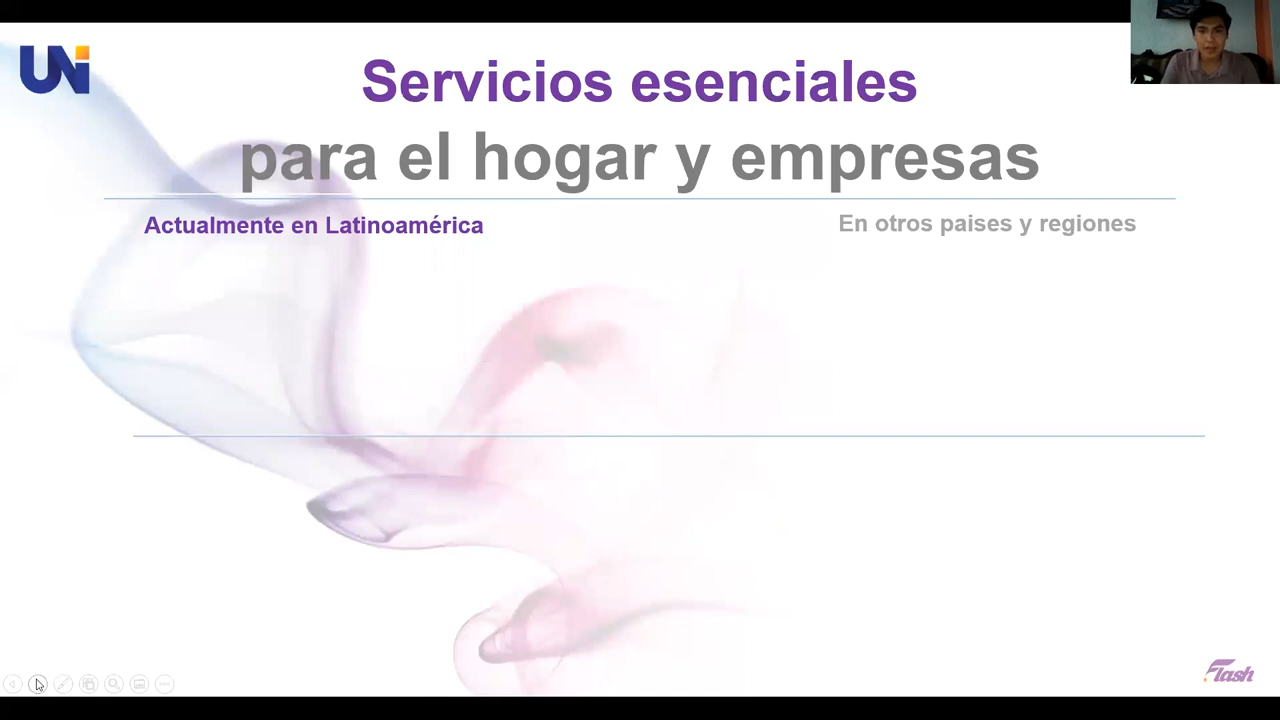 UNi
Servicios esenciales
para el hogar y empresas
Actualmente en Latinoamérica
En otros paises y regiones
Flash